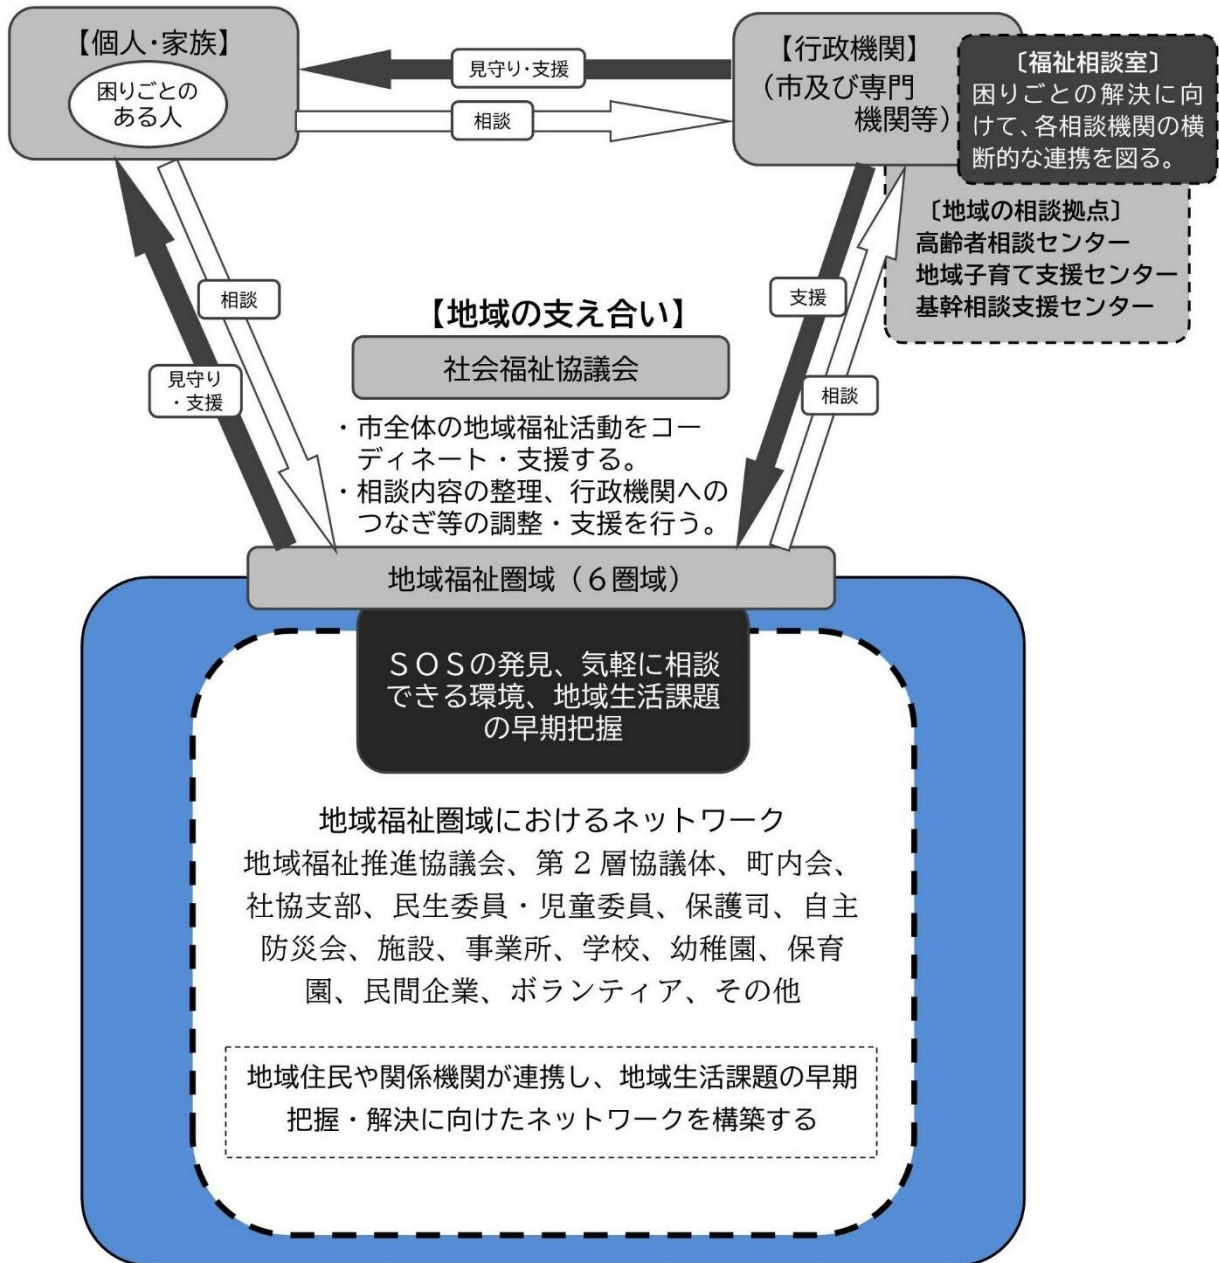 【個人・家族】
困りごとの
ある人
見守り・支援
相談
【行政機関】
（市及び専門
機関等）
〔福祉相談室〕
困りごとの解決に向
けて、各相談機関の横
断的な連携を図る。
〔地域の相談拠点〕
高齢者相談センター
地域子育て支援センター
基幹相談支援センター
相談
見守り
・支援
支援
相談
【地域の支え合い】
社会福祉協議会
・市全体の地域福祉活動をコー
ディネート・支援する。
・相談内容の整理、行政機関への
つなぎ等の調整・支援を行う。
地域福祉圏域（６圏域）
ＳＯＳの発見、気軽に相談
できる環境、地域生活課題
の早期把握
地域福祉圏域におけるネットワーク
地域福祉推進協議会、第２層協議体、町内会、
社協支部、民生委員・児童委員、保護司、自主
防災会、施設、事業所、学校、幼稚園、保育
園、民間企業、ボランティア、その他
地域住民や関係機関が連携し、地域生活課題の早期
把握・解決に向けたネットワークを構築する